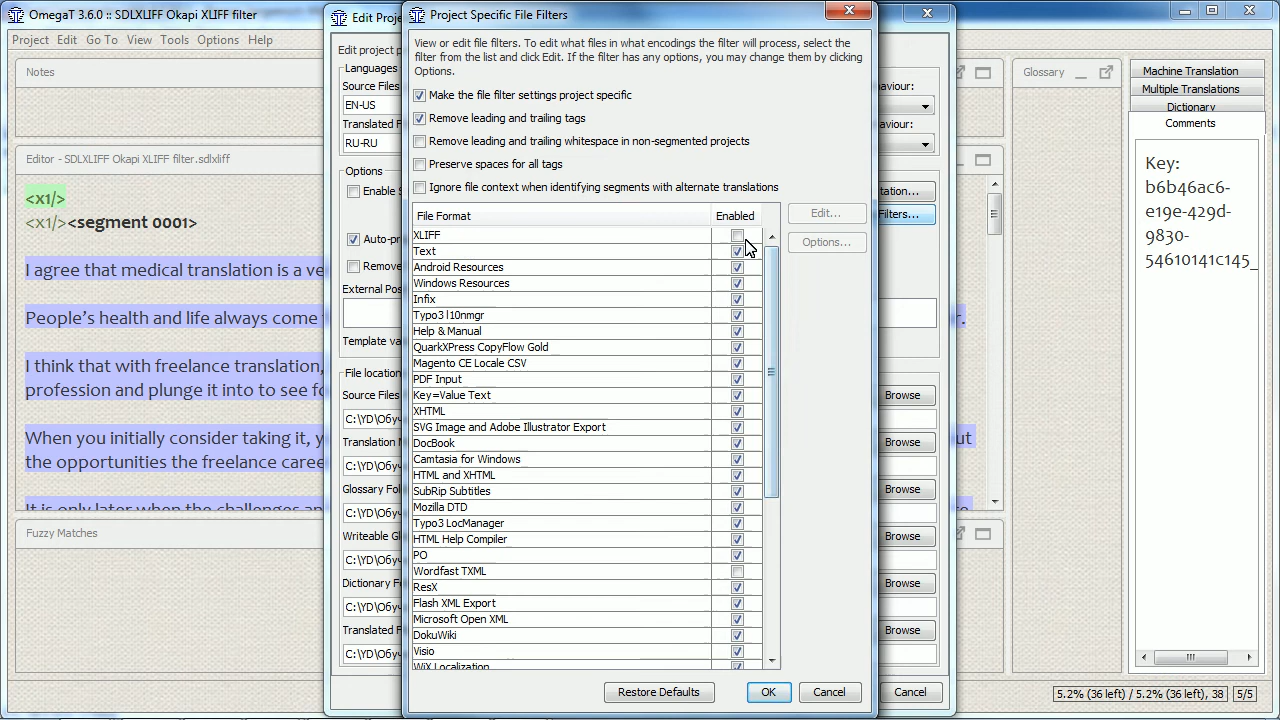 OmegaT 3.6.0 :: SDLXLIFF Okapi XLIFF filter
Project Edit Go To View Tools Options Help
Notes
Editor - SDLXLIFF Okapi XLIFF filter.sdlxliff
<x1/>
<x1/><segment 0001>
I agree that medical translation is a ve
People's health and life always come
r.
I think that with freelance translation,
profession and plunge it into to see fo
When you initially consider taking it, y
ut
the opportunities the freelance caree
It is only later when the challenges an
Fuzzy Matches
Edit Proje
Edit project p
Languages
Source Files
EN-US
Translated F
RU-RU
Options
Enable S
Auto-pr
Remove
External Pos
Template va
File location
Source Files
C:\YD\Обу
Translation M
C:\YD\Обу
Glossary Fold
C:\YD\Обу
Writeable Gl
C:\YD\Обу
Dictionary Fo
C:\YD\Обу
Translated F
C:\YD\Обу
Project Specific File Filters
View or edit file filters. To edit what files in what encodings the filter will process, select the
filter from the list and click Edit. If the filter has any options, you may change them by clicking
Options.
Make the file filter settings project specific
Remove leading and trailing tags
Remove leading and trailing whitespace in non-segmented projects
Preserve spaces for all tags
Ignore file context when identifying segments with alternate translations
File Format Enabled
XLIFF
Text
Android Resources
Windows Resources
Infix
Typo3 l10nmgr
Help & Manual
QuarkXPress CopyFlow Gold
Magento CE Locale CSV
PDF Input
Key=Value Text
XHTML
SVG Image and Adobe Illustrator Export
DocBook
Camtasia for Windows
HTML and XHTML
SubRip Subtitles
Mozilla DTD
Typo3 LocManager
HTML Help Compiler
PO
Wordfast TXML
ResX
Flash XML Export
Microsoft Open XML
DokuWiki
Visio
WiX Localization
Edit...
Options...
Restore Defaults OK Cancel
haviour:
aviour:
tation...
Filters...
Browse
Browse
Browse
Browse
Browse
Browse
Cancel
Glossary
Machine Translation
Multiple Translations
Dictionary
Comments
Key:
b6b46ac6-
e19e-429d-
9830-
54610141c145_
5.2% (36 left) / 5.2% (36 left), 38 5/5